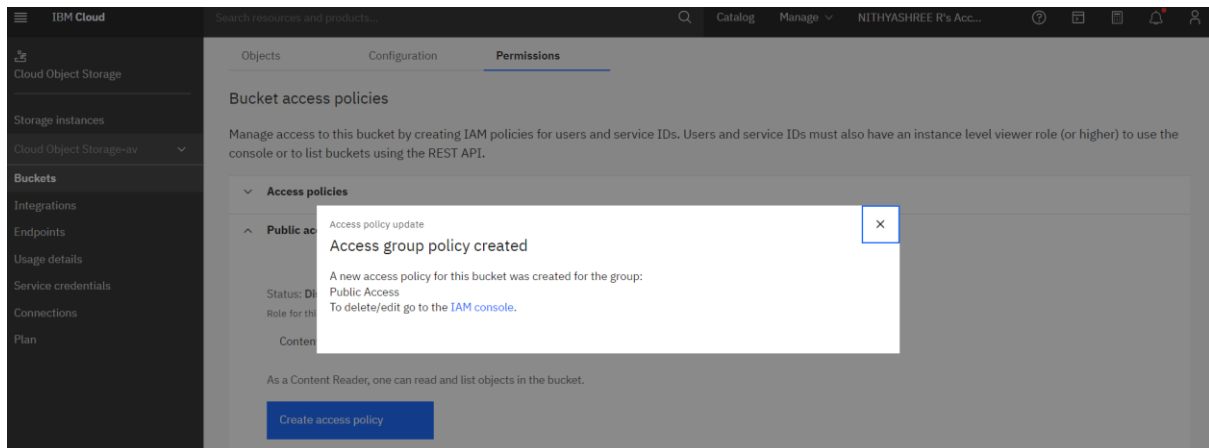 IBM Cloud
Search resources and products...
Catalog
Manage
NITHYASHREE R's Acc...
Cloud Object Storage
Storage instances
Cloud Object Storage-av
Buckets
Integrations
Endpoints
Usage details
Service credentials
Connections
Plan
Objects
Configuration
Permissions
Bucket access policies
Manage access to this bucket by creating IAM policies for users and service IDs. Users and service IDs must also have an instance level viewer role (or higher) to use the
console or to list buckets using the REST API.
Access policies
Public ac
Status: Di
Role for thi
Conten
Access policy update
Access group policy created
A new access policy for this bucket was created for the group:
Public Access
To delete/edit go to the IAM console.
As a Content Reader, one can read and list objects in the bucket.
Create access policy